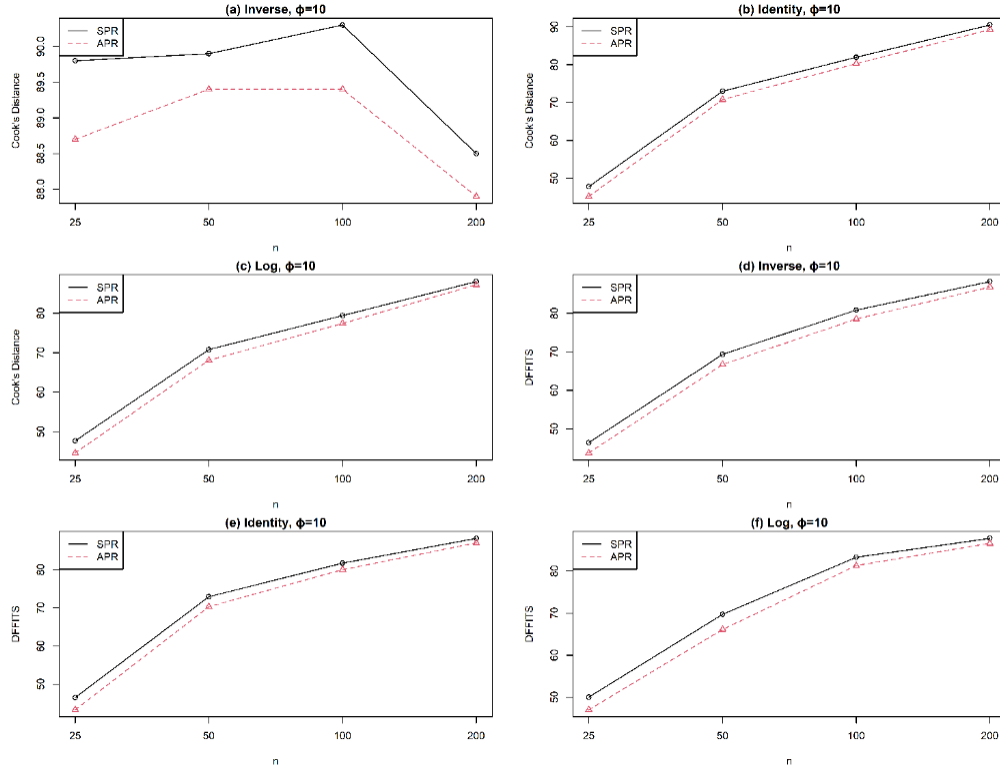 (a) Inverse, ϕ=10
SPR
APR
Cook's Distance
90.0
89.5
89.0
88.5
88.0
25 50 100 200
n
(b) Identity, ϕ=10
SPR
APR
Cook's Distance
90
80
70
60
50
25 50 100 200
n
(c) Log, ϕ=10
SPR
APR
Cook's Distance
80
70
60
50
25 50 100 200
n
(d) Inverse, ϕ=10
SPR
APR
DFFITS
80
70
60
50
25 50 100 200
n
(e) Identity, ϕ=10
SPR
APR
DFFITS
80
70
60
50
25 50 100 200
n
(f) Log, ϕ=10
SPR
APR
DFFITS
80
70
60
50
25 50 100 200
n